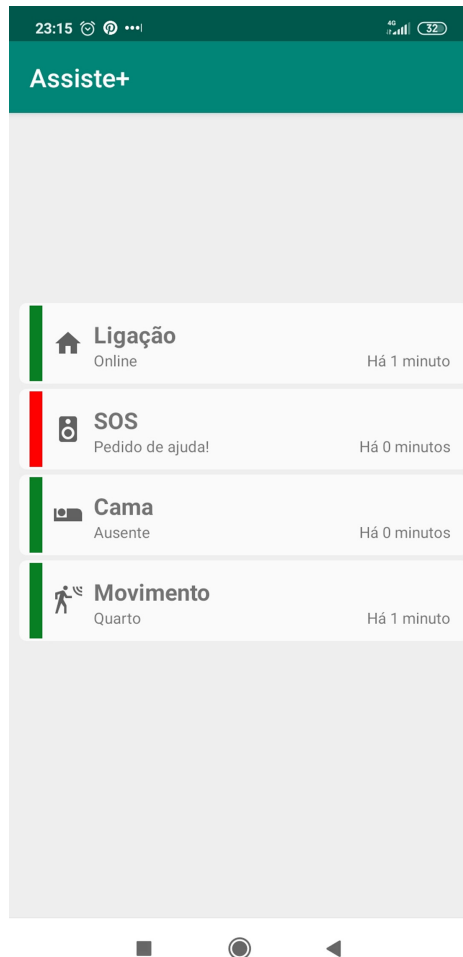 23:15
4G
32
Assiste+
Ligação
Online
Há 1 minuto
SOS
Pedido de ajuda!
Há 0 minutos
Cama
Ausente
Há 0 minutos
Movimento
Quarto
Há 1 minuto